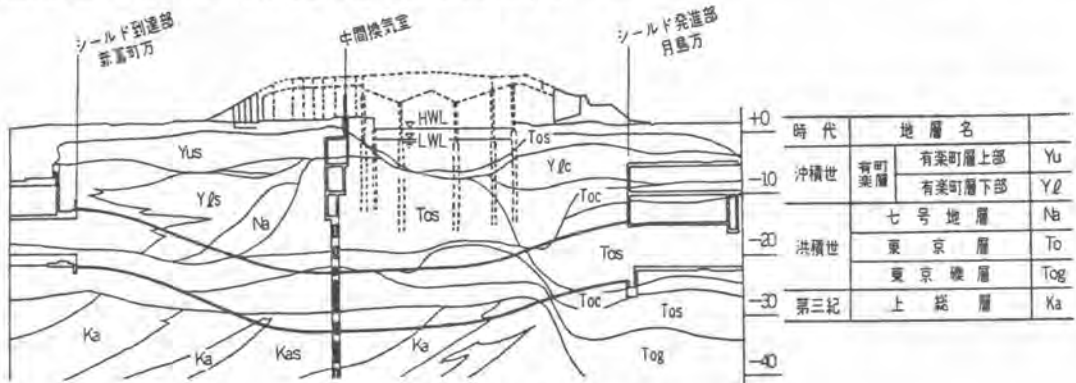 シールド到達部
新富町方
中間換気室
シールド発進部
月島方
HWL
LWL
Tos
Yus
Yℓc
Yℓs
Toc
Na
Tos
Tos
Toc
Tos
Ka
Ka
Kas
Ka
Tog
+0
-10
-20
-30
-40
時代 地層名
沖積世 有楽町層 有楽町層上部 Yu
有楽町層下部 Yℓ
洪積世 七号地層 Na
東京層 To
東京礫層 Tog
第三紀 上総層 Ka